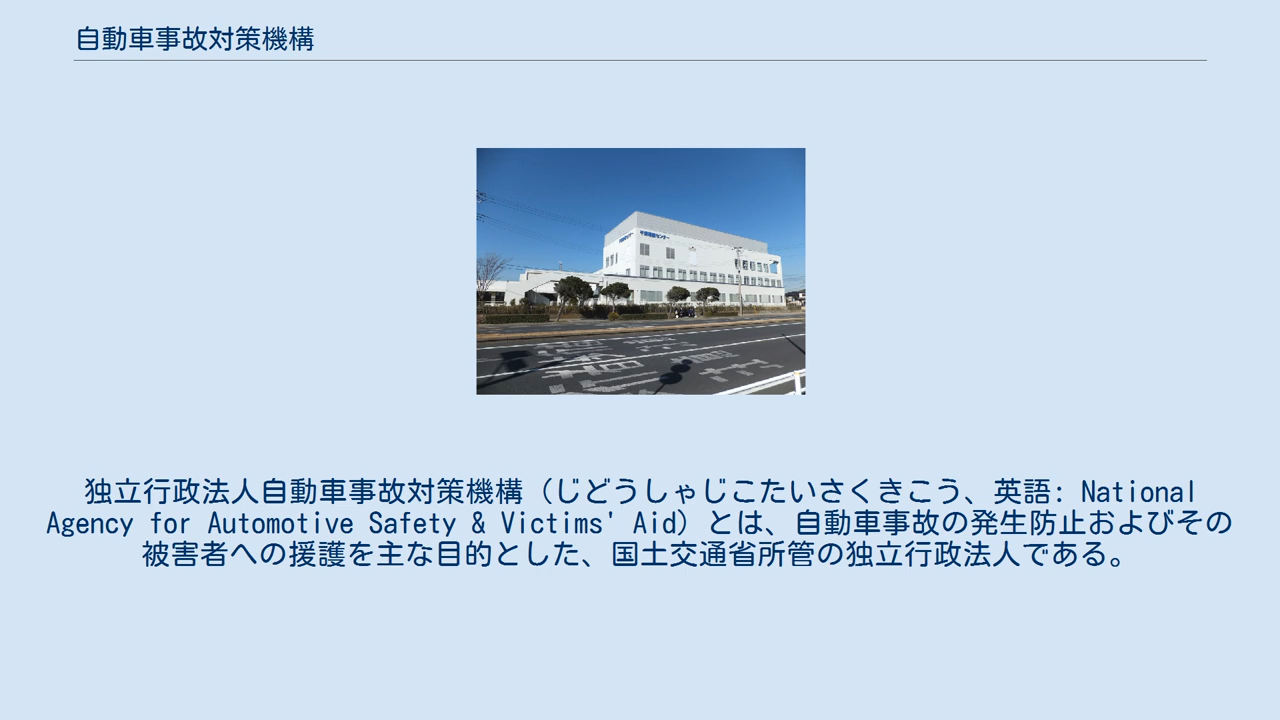 自動車事故対策機構
独立行政法人自動車事故対策機構（じどうしゃじこたいさくきこう、英語: National
Agency for Automotive Safety & Victims' Aid）とは、自動車事故の発生防止およびその
被害者への援護を主な目的とした、国土交通省所管の独立行政法人である。